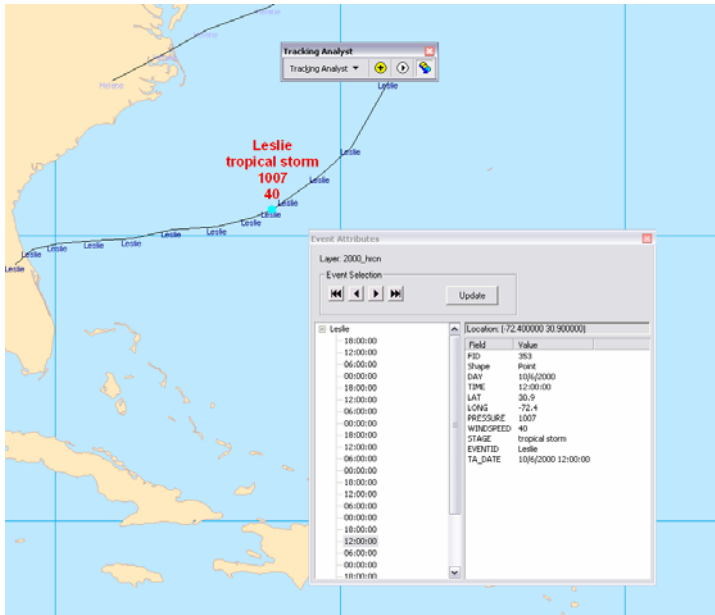 Helene
Helene
Helene
Tracking Analyst
Tracking Analyst
Leslie
Leslie
Leslie
tropical storm
1007
40
Leslie
Leslie
Leslie
Leslie
Leslie
Leslie
Leslie
Leslie
Leslie
Leslie
Event Attributes
Layer: 2000_hrcn
Event Selection
Update
Leslie
18:00:00
12:00:00
06:00:00
00:00:00
18:00:00
12:00:00
06:00:00
00:00:00
18:00:00
12:00:00
06:00:00
00:00:00
18:00:00
12:00:00
06:00:00
00:00:00
18:00:00
12:00:00
06:00:00
00:00:00
18:00:00
Location: (-72.400000 30.900000)
Field Value
FID 353
Shape Point
DAY 10/6/2000
TIME 12:00:00
LAT 30.9
LONG -72.4
PRESSURE 1007
WINDSPEED 40
STAGE tropical storm
EVENTID Leslie
TA_DATE 10/6/2000 12:00:00